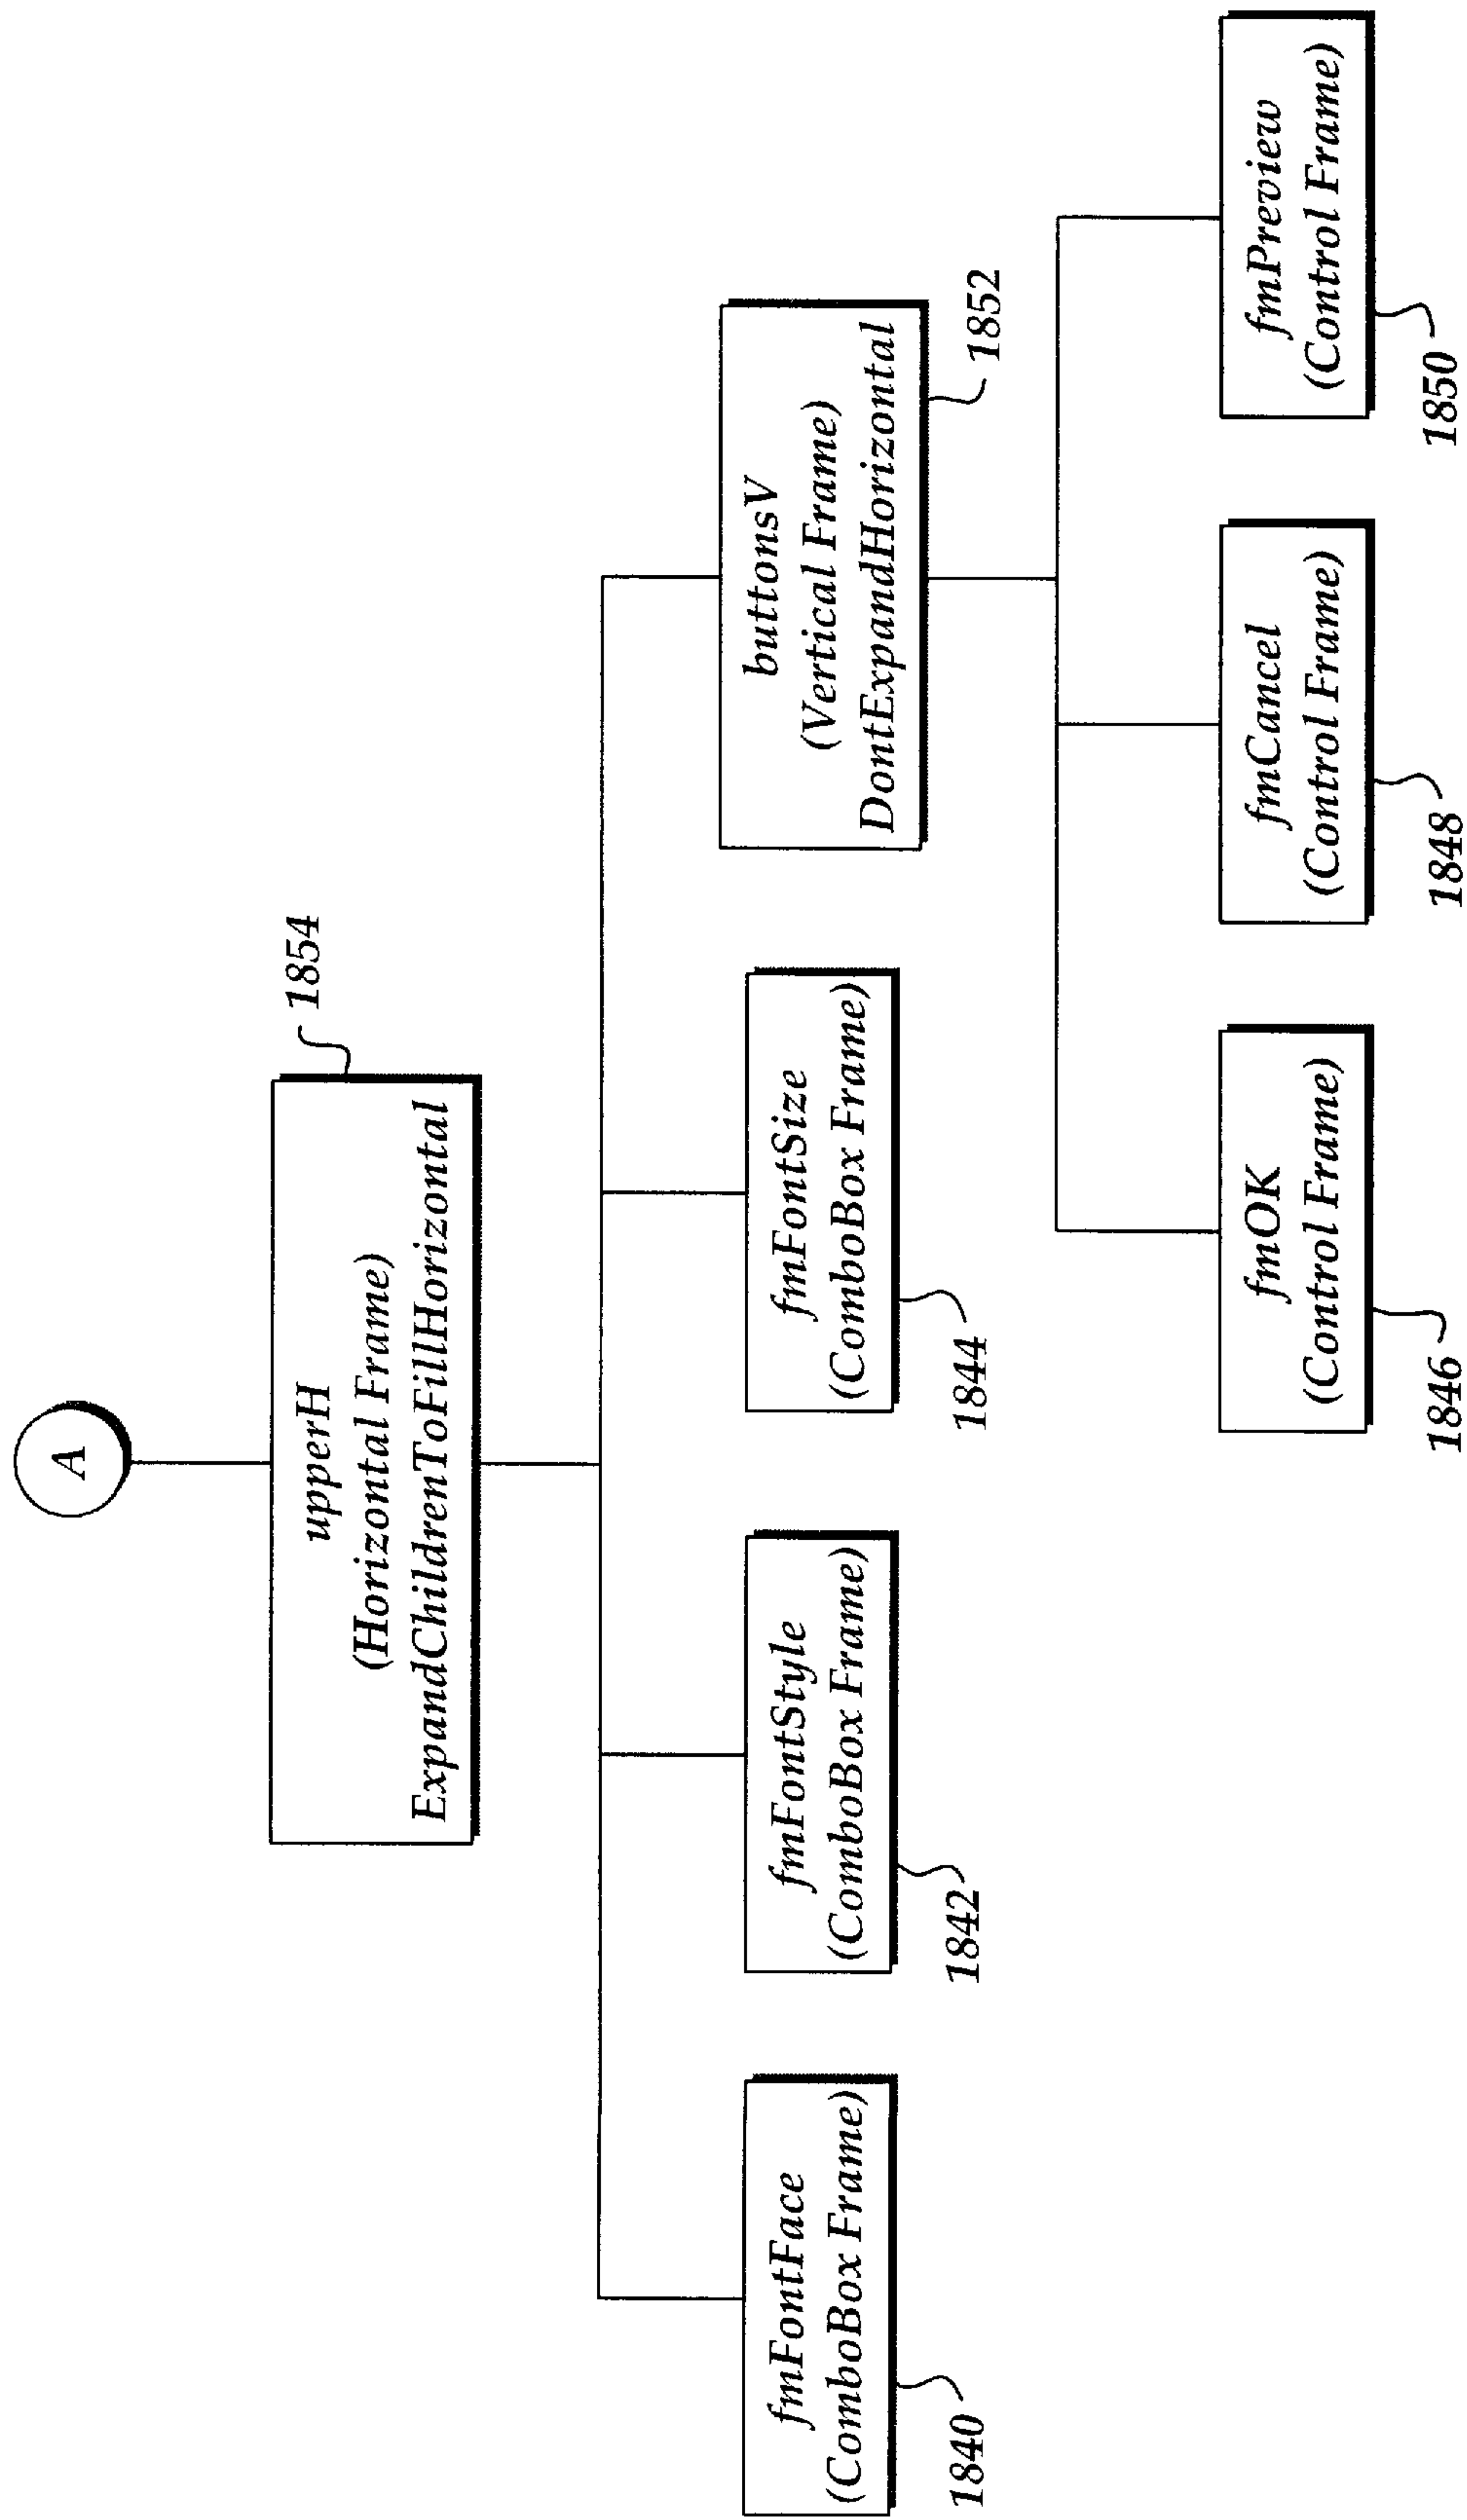 A
upperH
(Horizontal Frame)
ExpandChildrenToFillHorizontal
1854
fmFontFace
(ComboBox Frame)
1840
fmFontStyle
(ComboBox Frame)
1842
fmFontSize
(ComboBox Frame)
1844
buttonsV
(Vertical Frame)
DontExpandHorizontal
1852
fmOK
(Control Frame)
1846
fmCancel
(Control Frame)
1848
fmPreview
(Control Frame)
1850